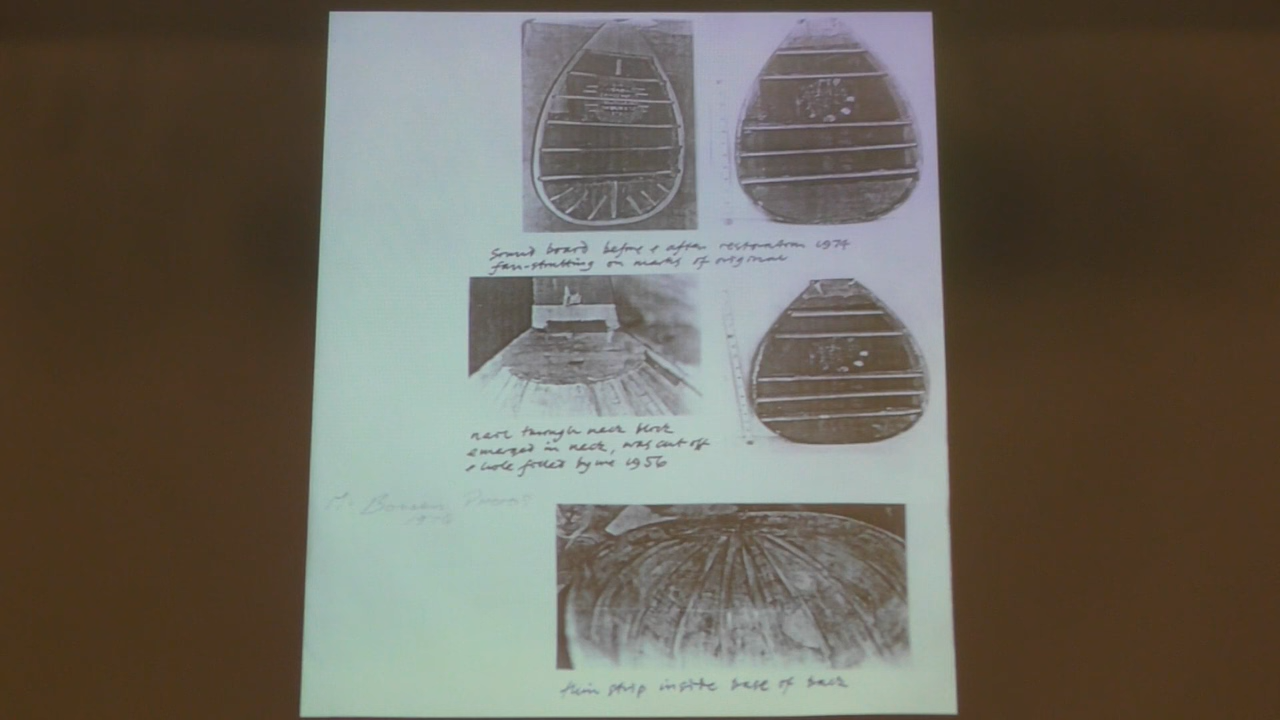 Sound board before & after restoration 1974
fan-strutting on marks of original
nail through neck block
emerged in neck, was cut off
& hole filled by me 1956
thin strip inside base of back